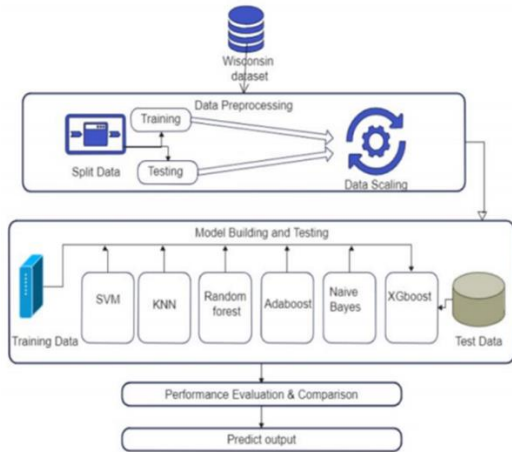 Wisconsin
dataset
Data Preprocessing
Training
Testing
Split Data
Data Scaling
Model Building and Testing
SVM
KNN
Random
forest
Adaboost
Naive
Bayes
XGboost
Training Data
Test Data
Performance Evaluation & Comparison
Predict output